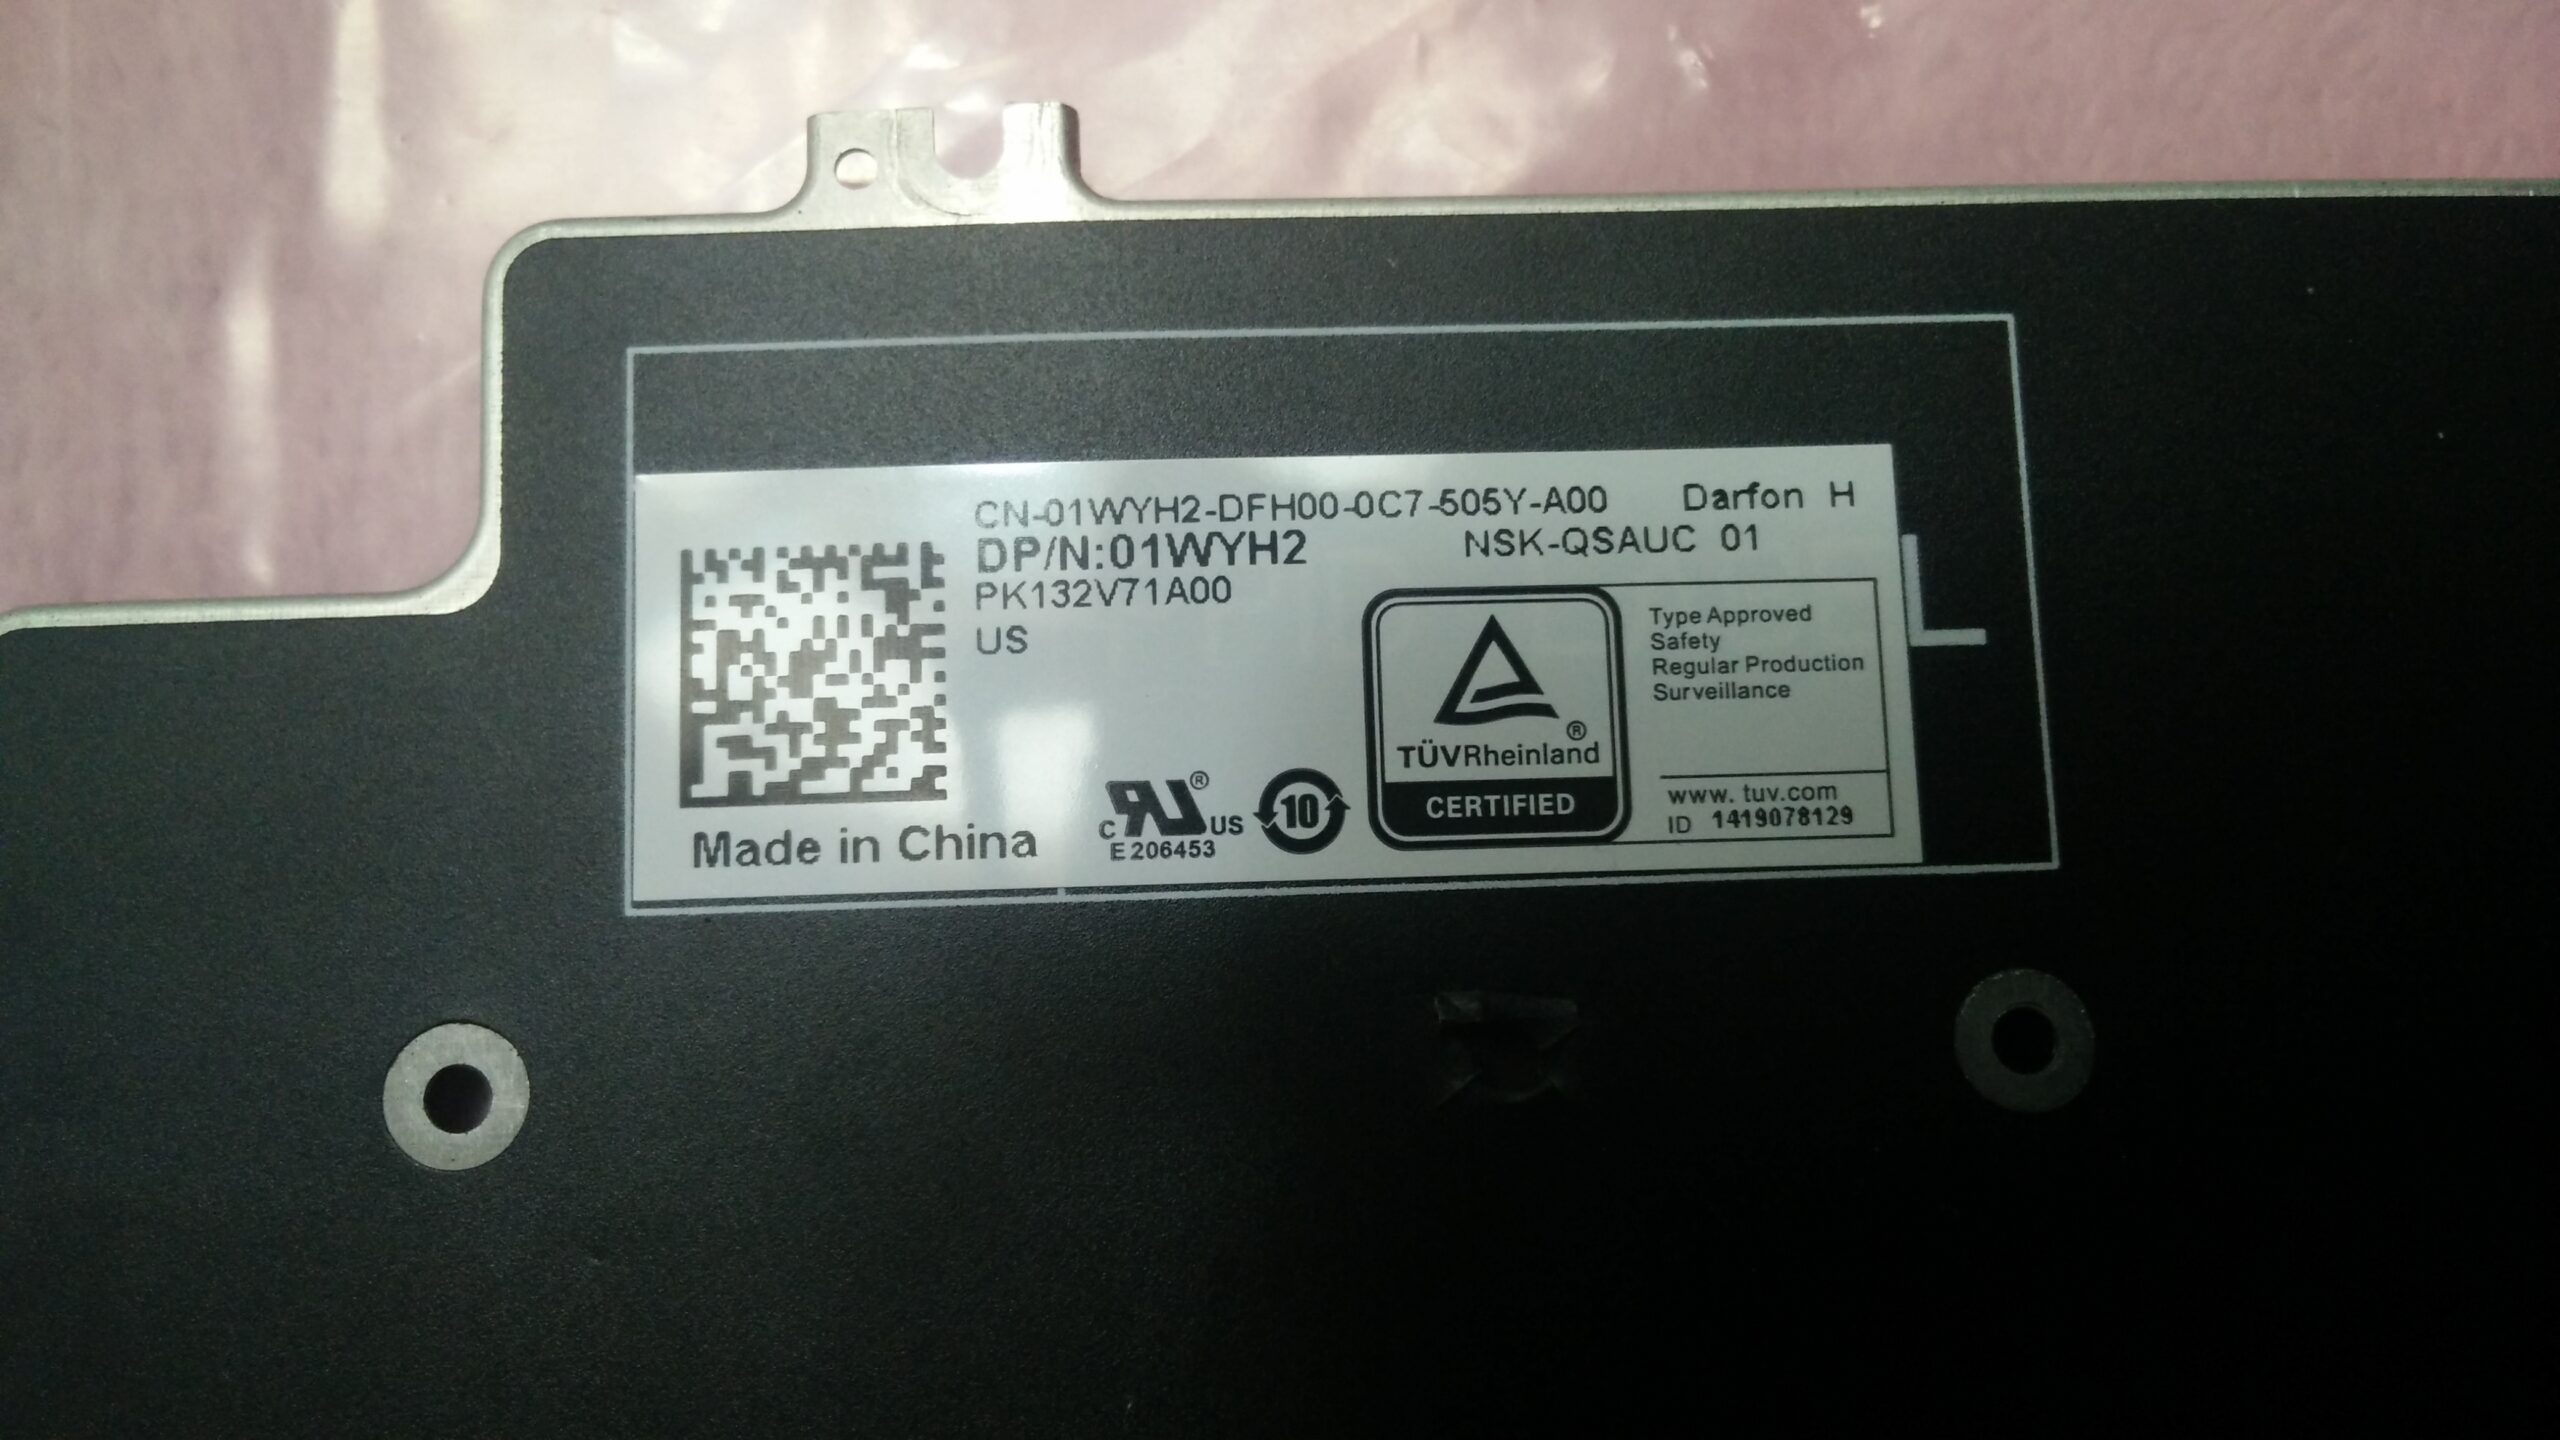 CN-01WYH2-DFH00-0C7-505Y-A00 Darfon H
DP/N:01WYH2 NSK-QSAUC 01
PK132V71A00
US
Type Approved
Safety
Regular Production
Surveillance
TÜVRheinland®
CERTIFIED
www.tuv.com
ID 1419078129
c RU® US
E206453
10
Made in China